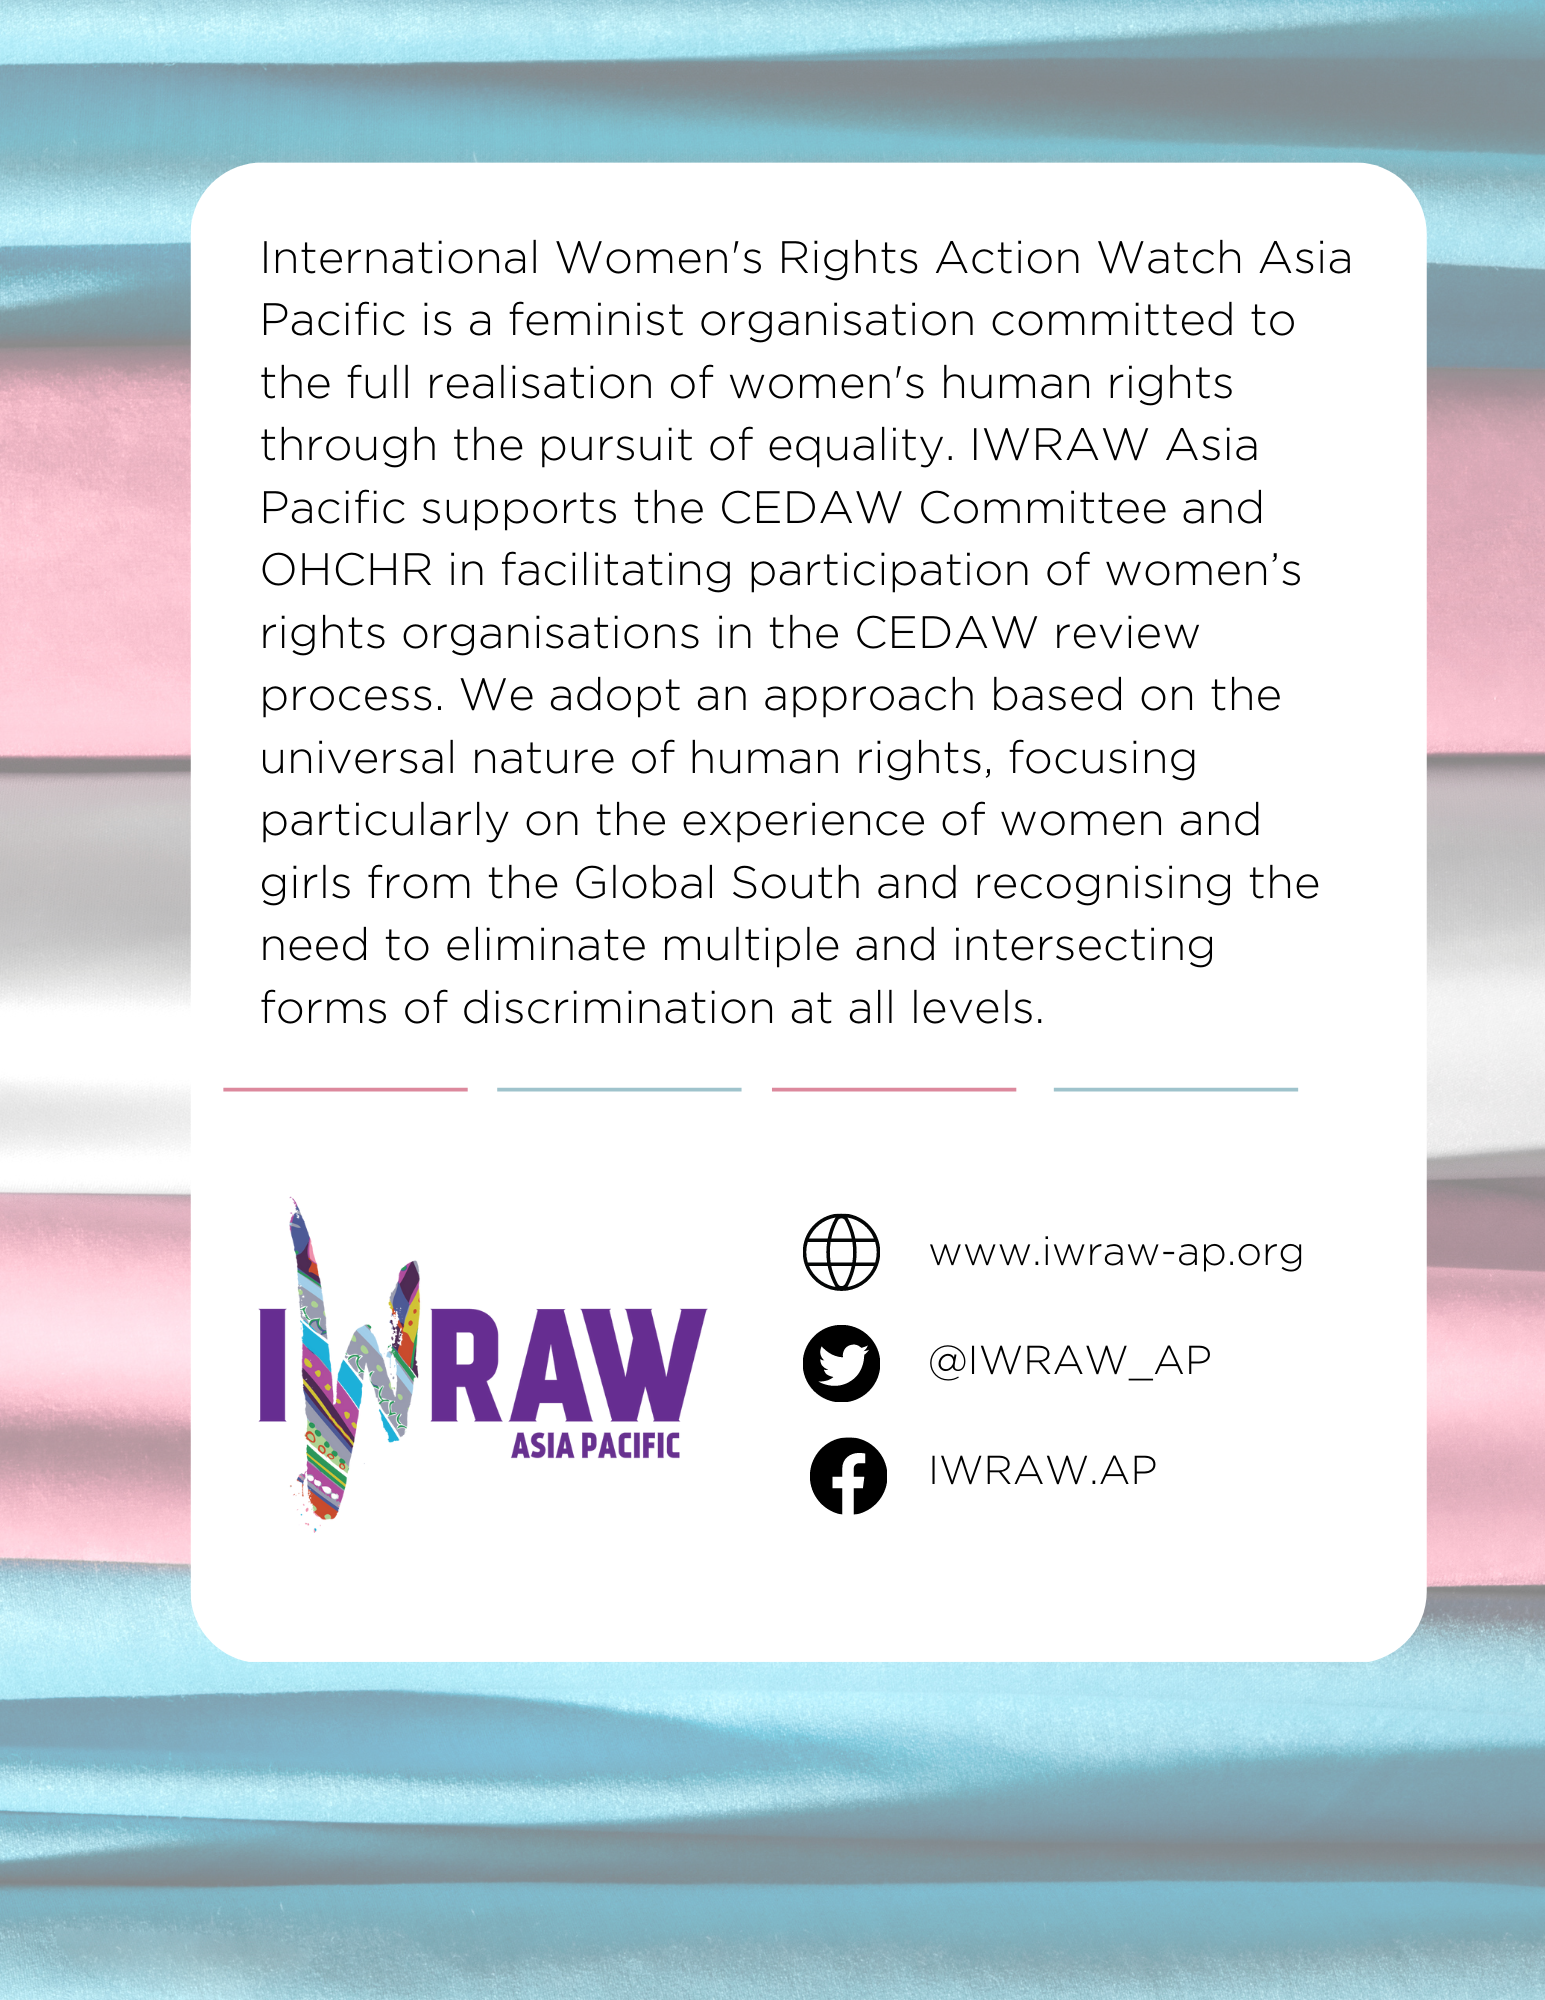 International Women's Rights Action Watch Asia
Pacific is a feminist organisation committed to
the full realisation of women's human rights
through the pursuit of equality. IWRAW Asia
Pacific supports the CEDAW Committee and
OHCHR in facilitating participation of women’s
rights organisations in the CEDAW review
process. We adopt an approach based on the
universal nature of human rights, focusing
particularly on the experience of women and
girls from the Global South and recognising the
need to eliminate multiple and intersecting
forms of discrimination at all levels.
IWRAW
ASIA PACIFIC
www.iwraw-ap.org
@IWRAW_AP
IWRAW.AP